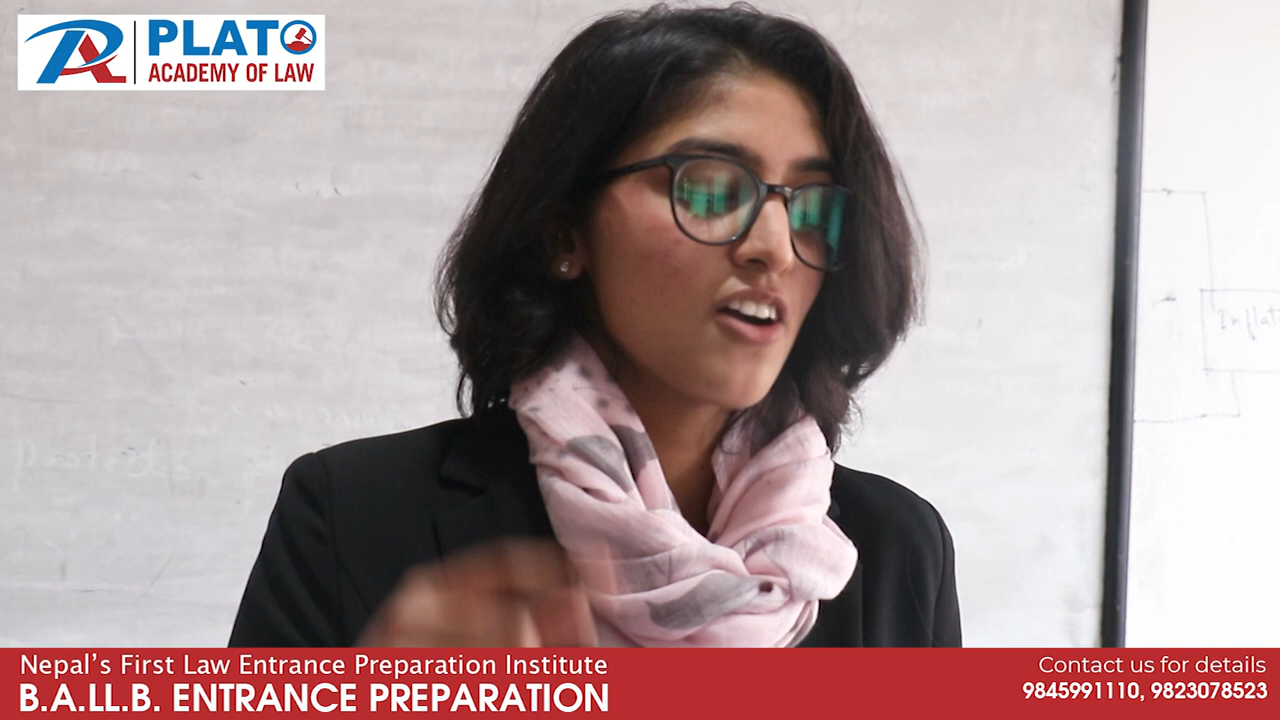 PLATO
ACADEMY OF LAW
Nepal's First Law Entrance Preparation Institute
B.A.LL.B. ENTRANCE PREPARATION
Contact us for details
9845991110, 9823078523